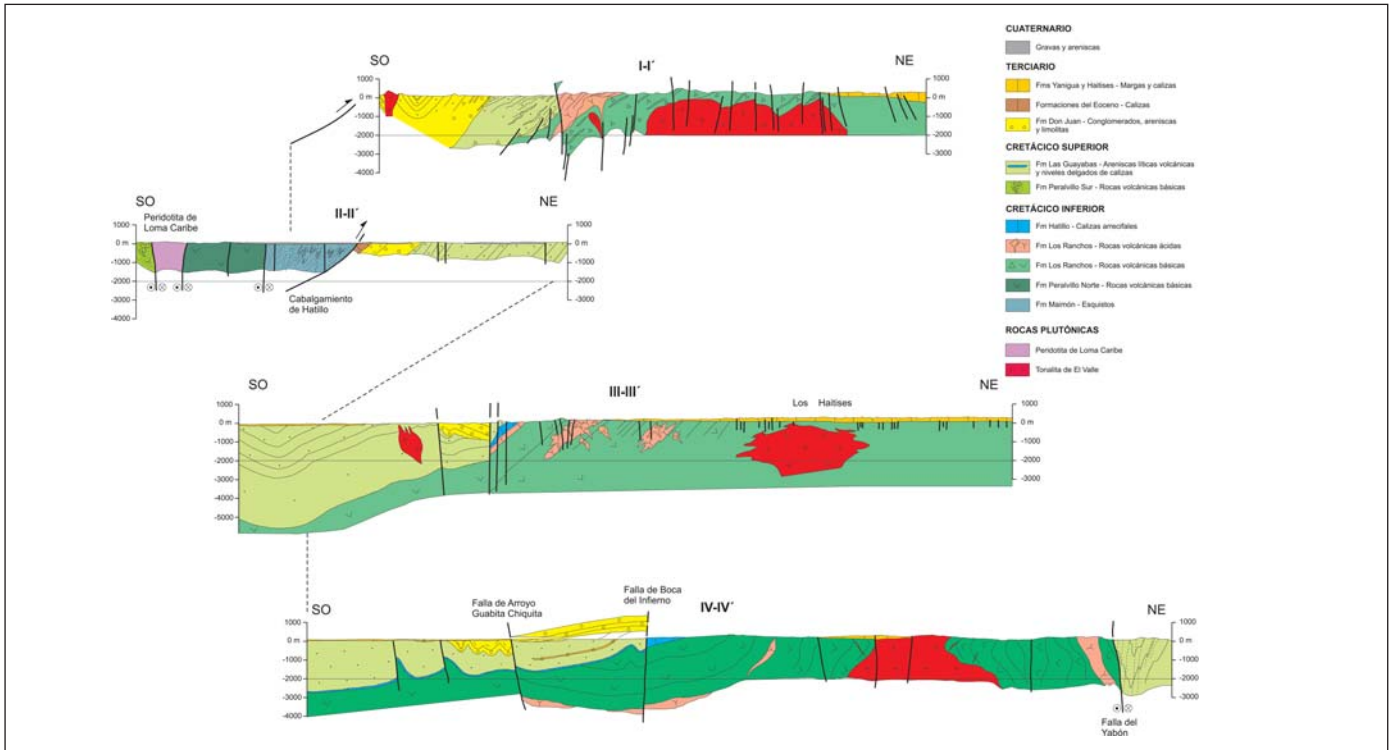 SO
I-I´
NE
1000
0 m
-1000
-2000
-3000
-4000
1000
0 m
-1000
-2000
-3000
SO
Peridotita de
Loma Caribe
II-II´
NE
1000
0 m
-1000
-2000
-3000
-4000
1000
0 m
-1000
-2000
-3000
Cabalgamiento
de Hatillo
SO
III-III´
Los Haitises
NE
1000
0 m
-1000
-2000
-3000
-4000
-5000
1000
0 m
-1000
-2000
-3000
SO
Falla de Arroyo
Guabita Chiquita
Falla de Boca
del Infierno
IV-IV´
NE
1000
0 m
-1000
-2000
-3000
-4000
1000
0 m
-1000
-2000
-3000
Falla del
Yabón
CUATERNARIO
Gravas y areniscas
TERCIARIO
Fms Yanigua y Haitises - Margas y calizas
Formaciones del Eoceno - Calizas
Fm Don Juan - Conglomerados, areniscas
y limolitas
CRETÁCICO SUPERIOR
Fm Las Guayabas - Areniscas líticas volcánicas
y niveles delgados de calizas
Fm Peralvillo Sur - Rocas volcánicas básicas
CRETÁCICO INFERIOR
Fm Hatillo - Calizas arrecifales
Fm Los Ranchos - Rocas volcánicas ácidas
Fm Los Ranchos - Rocas volcánicas básicas
Fm Peralvillo Norte - Rocas volcánicas básicas
Fm Maimón - Esquistos
ROCAS PLUTÓNICAS
Peridotita de Loma Caribe
Tonalita de El Valle